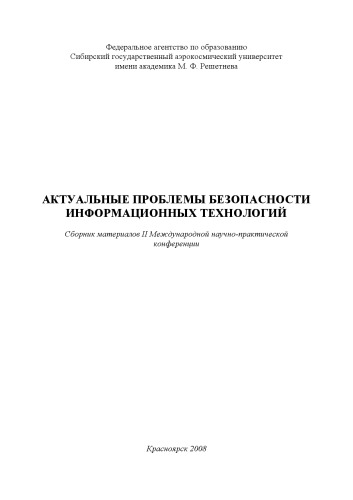 Федеральное агентство по образованию
Сибирский государственный аэрокосмический университет
имени академика М. Ф. Решетнева
АКТУАЛЬНЫЕ ПРОБЛЕМЫ БЕЗОПАСНОСТИ
ИНФОРМАЦИОННЫХ ТЕХНОЛОГИЙ
Сборник материалов II Международной научно-практической
конференции
Красноярск 2008